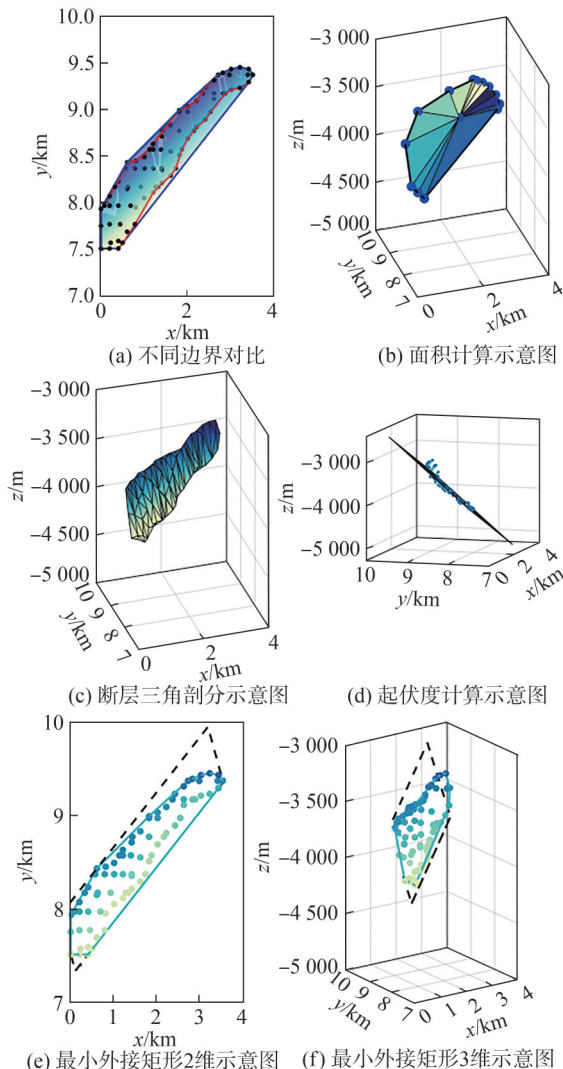 10.0
9.5
9.0
8.5
8.0
7.5
7.0
y/km
0 2 4
x/km
(a) 不同边界对比
-3 000
-3 500
-4 000
-4 500
-5 000
z/m
10 9 8 7
y/km
0 2 4
x/km
(b) 面积计算示意图
-3 000
-3 500
-4 000
-4 500
-5 000
z/m
10 9 8 7
y/km
0 2 4
x/km
(c) 断层三角剖分示意图
-3 000
-4 000
-5 000
z/m
10 9 8 7
y/km
0 2 4
x/km
(d) 起伏度计算示意图
10
9
8
7
y/km
0 1 2 3 4
x/km
(e) 最小外接矩形2维示意图
-3 000
-3 500
-4 000
-4 500
-5 000
z/m
10 9 8 7
y/km
0 1 2 3 4
x/km
(f) 最小外接矩形3维示意图